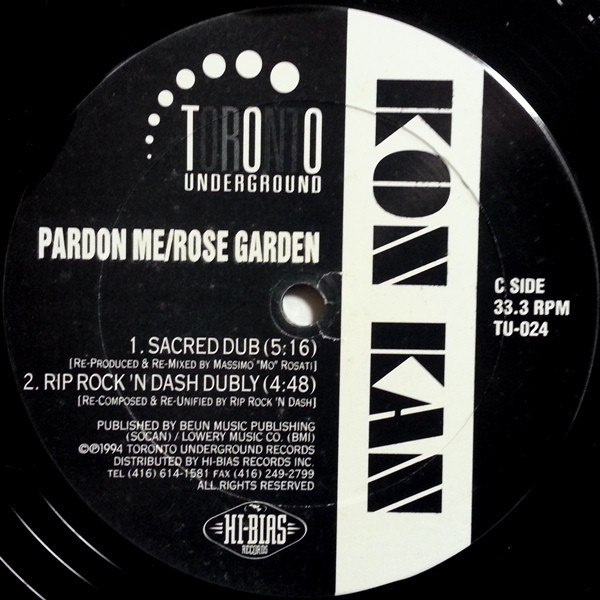 TORONTO
UNDERGROUND
PARDON ME/ROSE GARDEN
KON KAN
C SIDE
33.3 RPM
TU-024
1. SACRED DUB (5:16)
[RE-PRODUCED & RE-MIXED BY MASSIMO "MO" ROSATI]
2. RIP ROCK 'N DASH DUBLY (4:48)
[RE-COMPOSED & RE-UNIFIED BY RIP ROCK 'N DASH]
PUBLISHED BY BEUN MUSIC PUBLISHING
(SOCAN) / LOWERY MUSIC CO. (BMI)
©℗1994 TORONTO UNDERGROUND RECORDS
DISTRIBUTED BY HI-BIAS RECORDS INC.
TEL (416) 614-1581 FAX (416) 249-2799
ALL RIGHTS RESERVED
HI-BIAS
RECORDS